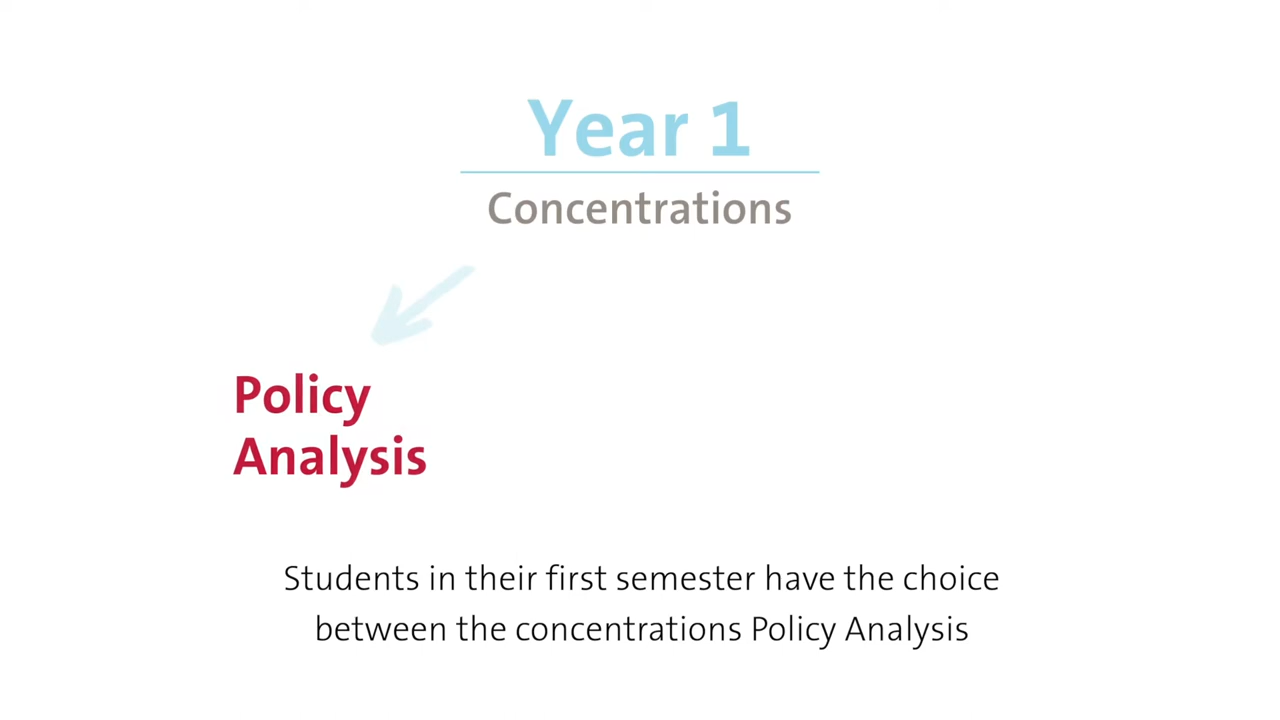 Year 1
Concentrations
Policy
Analysis
Students in their first semester have the choice
between the concentrations Policy Analysis